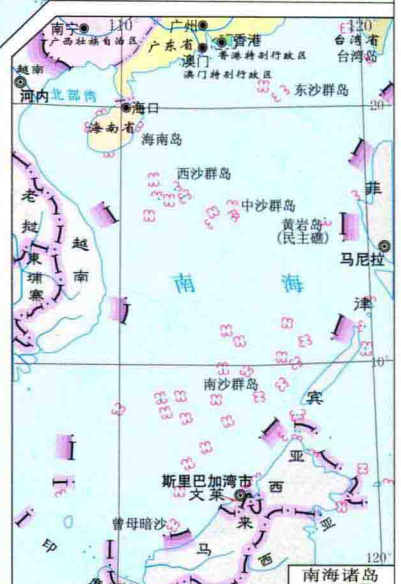 110°
120°
南宁
广州
广西壮族自治区
广东省
香港
香港特别行政区
澳门
澳门特别行政区
台湾省
台湾岛
越南
河内
北部湾
东沙群岛
20°
海口
海南省
海南岛
西沙群岛
中沙群岛
黄岩岛
(民主礁)
菲
马尼拉
老
挝
越
南
柬
埔
寨
南 海
律
10°
南沙群岛
宾
斯里巴加湾市
文莱
曾母暗沙
马
来
西
亚
西
亚
印
120°
南海诸岛